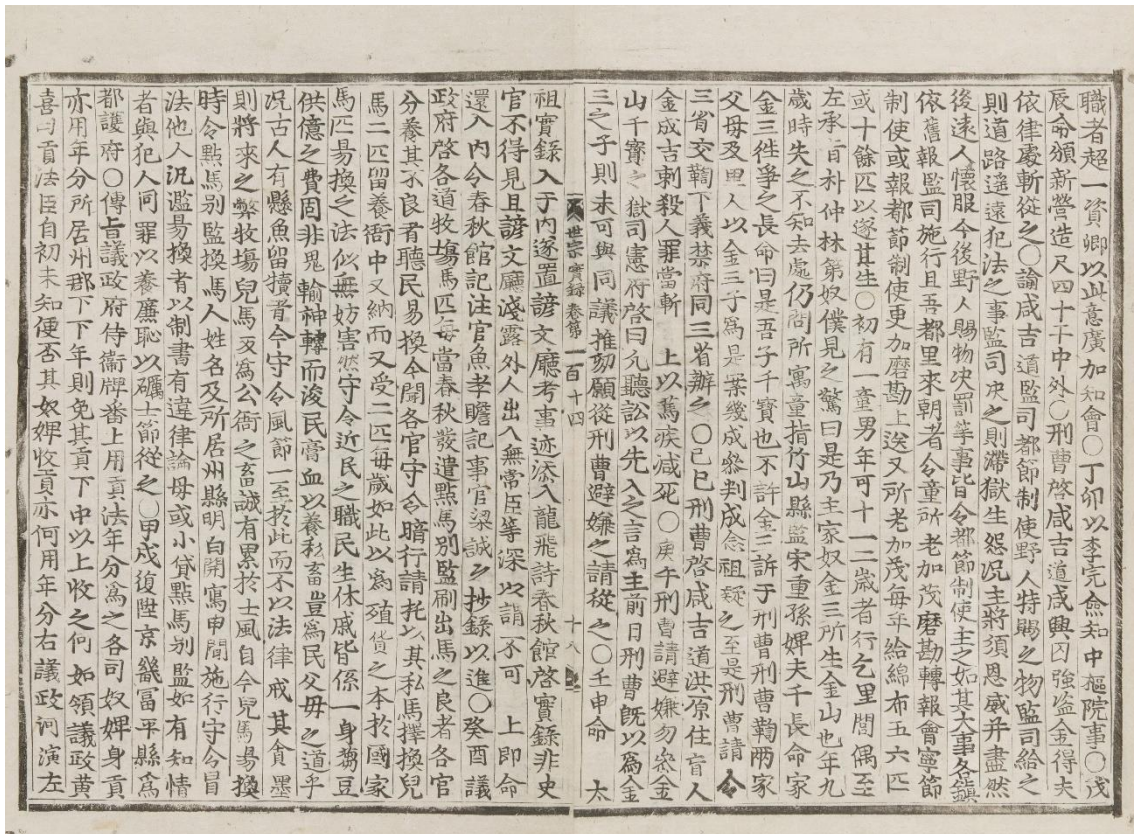 職者超一資卿以此意廣加知會○丁卯以李亮僉知中樞院事○戊
辰命頒新營造尺四十于中外○刑曹啓咸吉道咸興囚強盜金得夫
依律處斬從之○諭咸吉道監司都節制使野人特賜之物監司給之
則道路遙遠犯法之事監司决之則滯獄生怨况主將須恩威并盡然
後遠人懷服今後野人賜物决罰等事皆令都節制使主之如其大事各鎭
依舊報監司施行且吾都里來朝者令童所老加茂磨勘轉報會寧節
制使或報都節制使更加磨勘上送又所老加茂每年給綿布五六匹
或十餘匹以遂其生○初有一童男年可十一二歲者行乞里閭偶至
左承旨朴仲林第奴僕見之驚曰是乃主家奴金三所生金山也年九
歲時失之不知去處仍問所寓童指竹山縣監宋重孫婢夫千長命家
金三徃爭之長命曰是吾子千寶也不許金三訴于刑曹刑曹鞫兩家
父母及里人以金三子爲是案幾成叅判成念祖疑之至是刑曹請令
三省交鞫下義禁府同三省辦之○己巳刑曹啓咸吉道洪原住盲人
金成吉刺殺人罪當斬 上以篤疾减死○庚午刑曹請避嫌勿叅金
山千寶之獄司憲府啓曰凡聽訟以先入之言爲主前日刑曹旣以爲金
三之子則未可與同議推劾願從刑曹避嫌之請從之○壬申命 太
世宗實錄卷第一百十四 十八
祖實錄入于内遂置諺文廳考事迹添入龍飛詩春秋館啓實錄非史
官不得見且諺文廳淺露外人出入無常臣等深以謂不可 上即命
還入内令春秋館記注官魚孝瞻記事官梁誠之抄錄以進○癸酉議
政府啓各道牧場馬匹每當春秋發遣點馬別監刷出馬之良者各官
分養其不良者聽民易換今聞各官守令暗行請托以其私馬擇換兒
馬二匹留養衙中又納而又受二匹每歲如此以爲殖貨之本於國家
馬匹易換之法似無妨害然守令近民之職民生休戚皆係一身芻豆
供億之費固非鬼輸神轉而浚民膏血以養私畜豈爲民父毋之道乎
况古人有懸魚留犢者今守令風節一至於此而不以法律戒其貪墨
則將來之弊牧場兒馬又爲公衙之畜誠有累於士風自今兒馬易換
時令點馬別監換馬人姓名及所居州縣明白開寫申聞施行守令冒
法他人汎濫易換者以制書有違律論毋或小貸點馬別監如有知情
者與犯人同罪以養廉恥以礪士節從之○甲戍復陞京畿富平縣爲
都護府○傳旨議政府侍衛牌番上用貢法年分爲之各司奴婢身貢
亦用年分所居州郡下下年則免其貢下中以上收之何如領議政黃
喜曰貢法臣自初未知便否其奴婢收貢亦何用年分右議政河演左